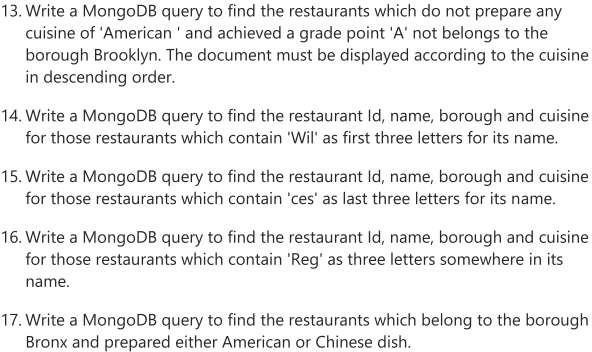 13. Write a MongoDB query to find the restaurants which do not prepare any
cuisine of 'American ' and achieved a grade point 'A' not belongs to the
borough Brooklyn. The document must be displayed according to the cuisine
in descending order.
14. Write a MongoDB query to find the restaurant Id, name, borough and cuisine
for those restaurants which contain 'Wil' as first three letters for its name.
15. Write a MongoDB query to find the restaurant Id, name, borough and cuisine
for those restaurants which contain 'ces' as last three letters for its name.
16. Write a MongoDB query to find the restaurant Id, name, borough and cuisine
for those restaurants which contain 'Reg' as three letters somewhere in its
name.
17. Write a MongoDB query to find the restaurants which belong to the borough
Bronx and prepared either American or Chinese dish.